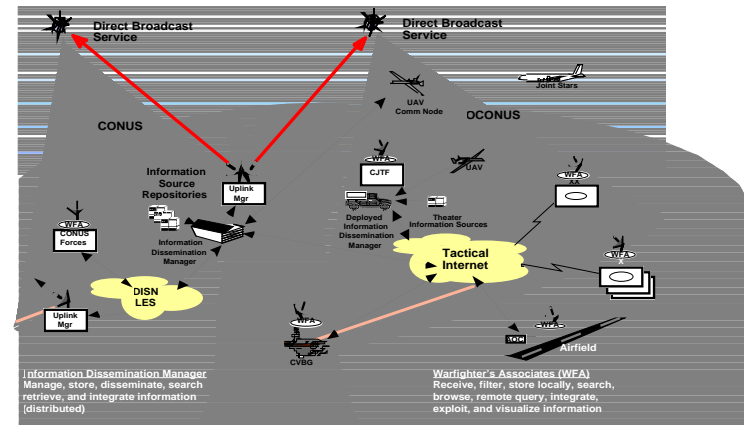 Direct Broadcast
Service
Direct Broadcast
Service
Joint Stars
UAV
Comm Node
CONUS
OCONUS
WFA
CJTF
UAV
Information
Source
Repositories
Uplink
Mgr
WFA
XX
WFA
CONUS
Forces
Information
Dissemination
Manager
Deployed
Information
Dissemination
Manager
Theater
Information Sources
Tactical
Internet
WFA
X
DISN
LES
Uplink
Mgr
WFA
CVBG
AOC
WFA
Airfield
Information Dissemination Manager
Manage, store, disseminate, search
retrieve, and integrate information
(distributed)
Warfighter's Associates (WFA)
Receive, filter, store locally, search,
browse, remote query, integrate,
exploit, and visualize information